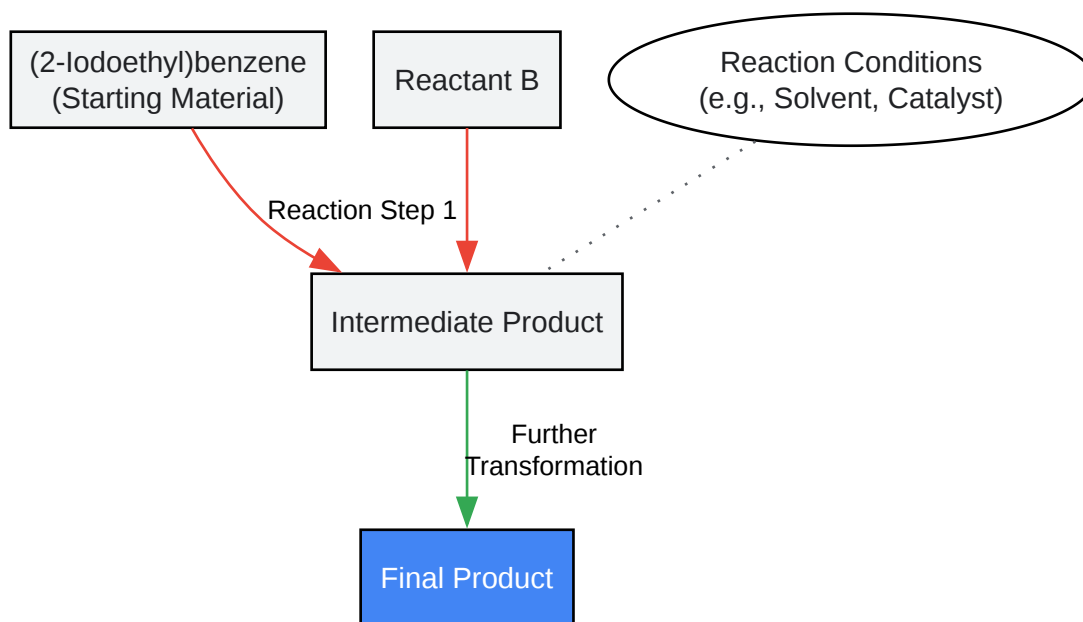 (2-Iodoethyl)benzene
(Starting Material)
Reactant B
Reaction Conditions
(e.g., Solvent, Catalyst)
Reaction Step 1
Intermediate Product
Further
Transformation
Final Product